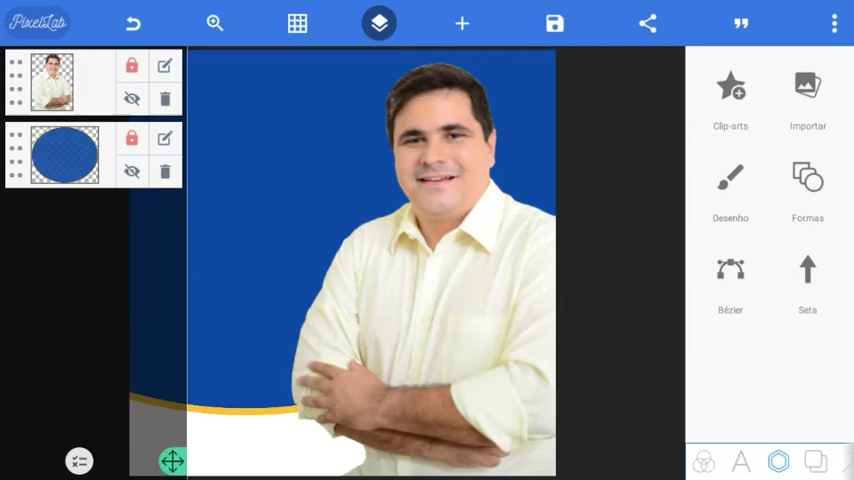 PixelLab
Clip-arts
Importar
Desenho
Formas
Bézier
Seta